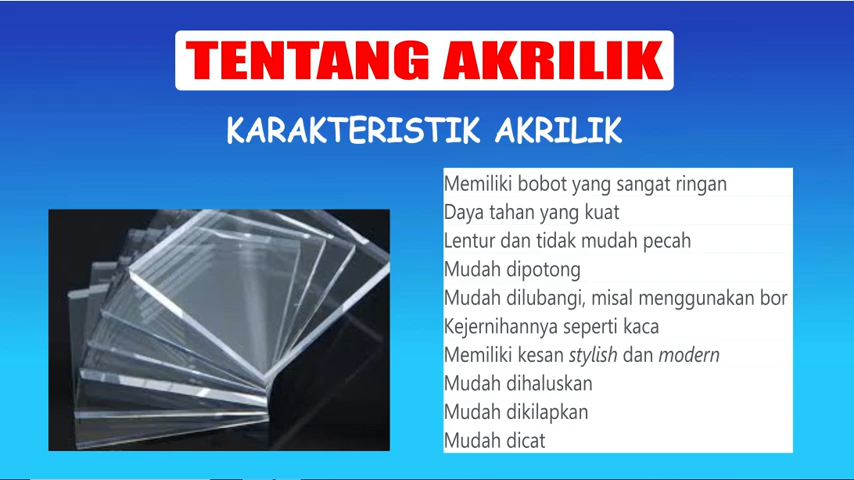 TENTANG AKRILIK
KARAKTERISTIK AKRILIK
Memiliki bobot yang sangat ringan
Daya tahan yang kuat
Lentur dan tidak mudah pecah
Mudah dipotong
Mudah dilubangi, misal menggunakan bor
Kejernihannya seperti kaca
Memiliki kesan stylish dan modern
Mudah dihaluskan
Mudah dikilapkan
Mudah dicat